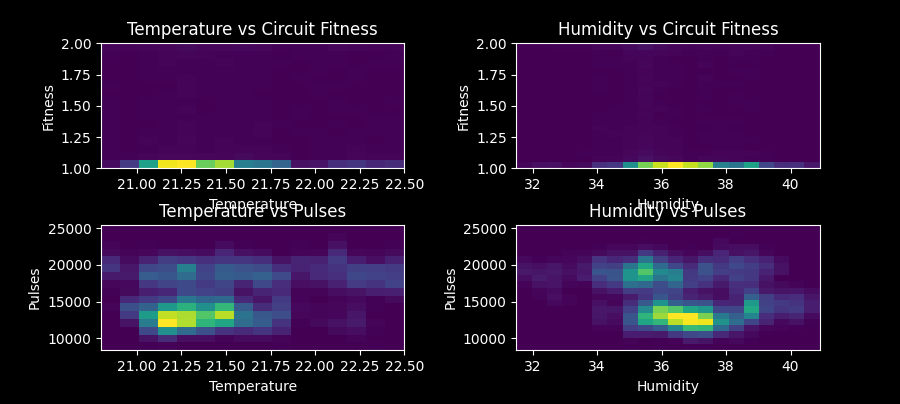 Temperature vs Circuit Fitness
Humidity vs Circuit Fitness
2.00
1.75
1.50
1.25
1.00
Fitness
21.00 21.25 21.50 21.75 22.00 22.25 22.50
Temperature
2.00
1.75
1.50
1.25
1.00
Fitness
32 34 36 38 40
Humidity
Temperature vs Pulses
Humidity vs Pulses
25000
20000
15000
10000
Pulses
21.00 21.25 21.50 21.75 22.00 22.25 22.50
Temperature
25000
20000
15000
10000
Pulses
32 34 36 38 40
Humidity